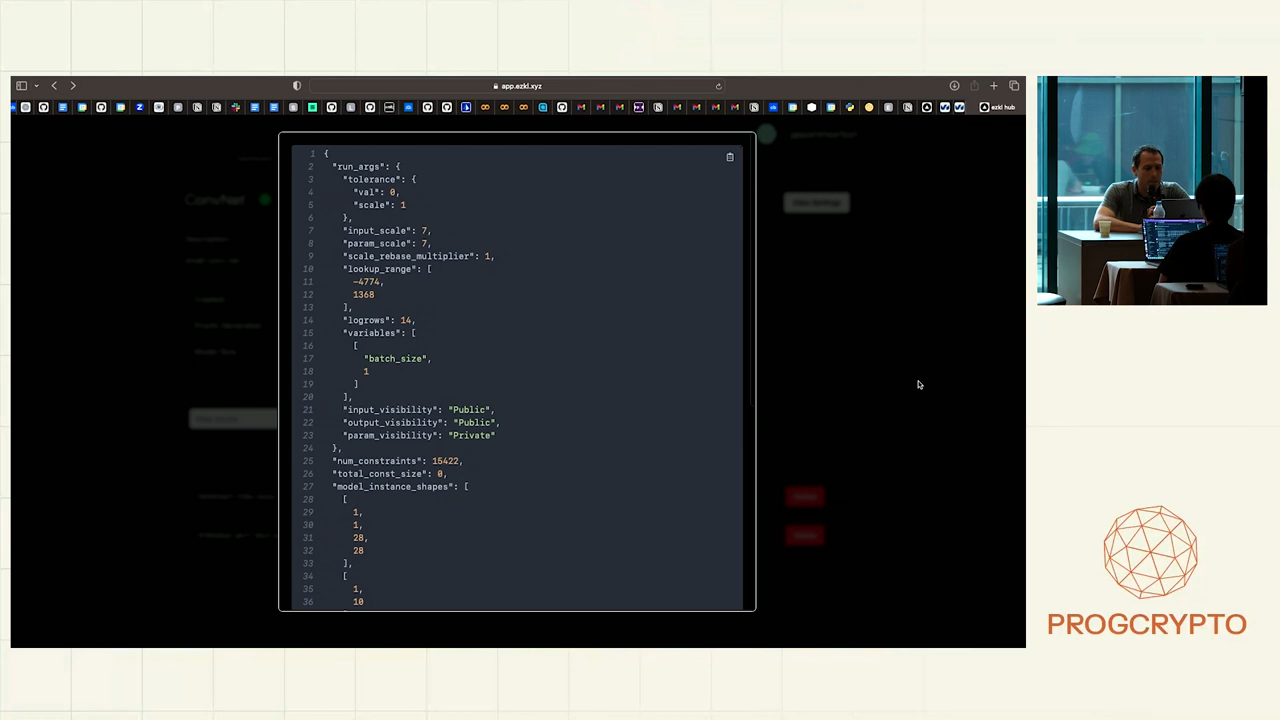 app.ezkl.xyz
ezkl hub
ConvNet
1 {
2 "run_args": {
3 "tolerance": {
4 "val": 0,
5 "scale": 1
6 },
7 "input_scale": 7,
8 "param_scale": 7,
9 "scale_rebase_multiplier": 1,
10 "lookup_range": [
11 -4774,
12 1368
13 ],
14 "logrows": 14,
15 "variables": [
16 [
17 "batch_size",
18 1
19 ]
20 ],
21 "input_visibility": "Public",
22 "output_visibility": "Public",
23 "param_visibility": "Private"
24 },
25 "num_constraints": 15422,
26 "total_const_size": 0,
27 "model_instance_shapes": [
28 [
29 1,
30 1,
31 28,
32 28
33 ],
34 [
35 1,
36 10
PROGCRYPTO